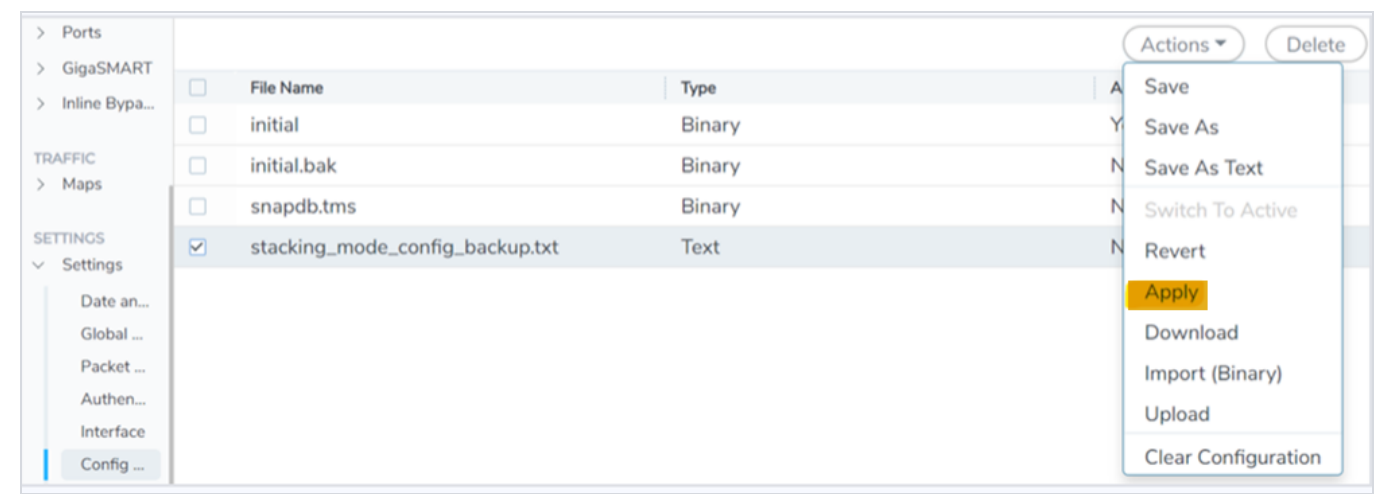 Ports
GigaSMART
Inline Bypa...
TRAFFIC
Maps
SETTINGS
Settings
Date an...
Global ...
Packet ...
Authen...
Interface
Config ...
Actions
Delete
File Name Type A
initial Binary Y
initial.bak Binary N
snapdb.tms Binary N
stacking_mode_config_backup.txt Text N
Save
Save As
Save As Text
Switch To Active
Revert
Apply
Download
Import (Binary)
Upload
Clear Configuration